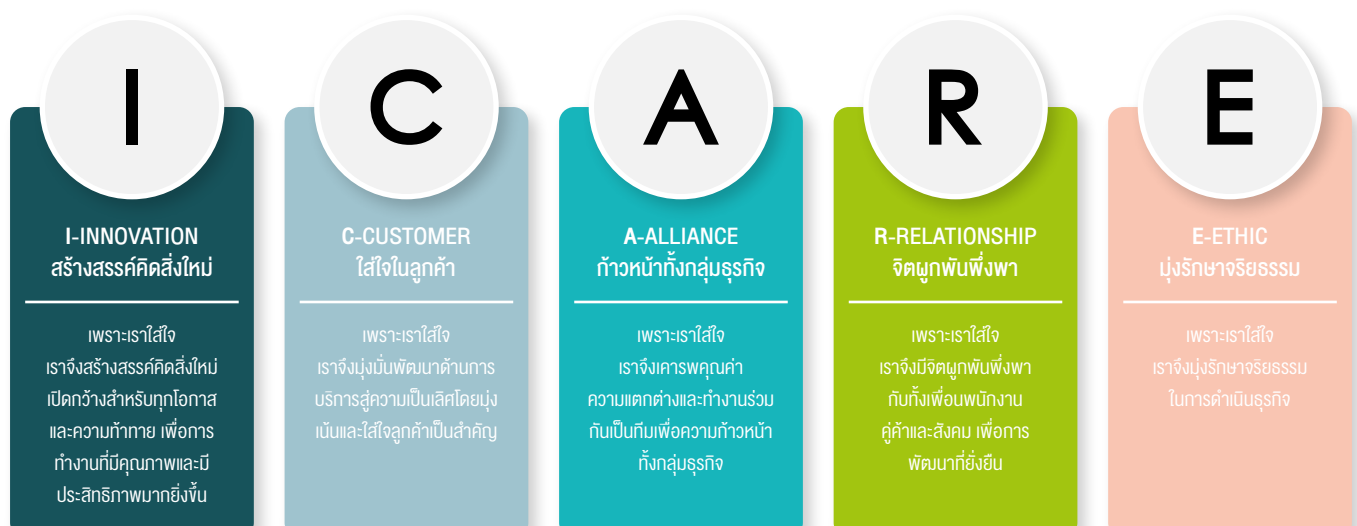 I
I-INNOVATION
สร้างสรรค์คิดสิ่งใหม่
เพราะเราใส่ใจ
เราจึงสร้างสรรค์คิดสิ่งใหม่
เปิดกว้างสำหรับทุกโอกาส
และความท้าทาย เพื่อการ
ทำงานที่มีคุณภาพและมี
ประสิทธิภาพมากยิ่งขึ้น
C
C-CUSTOMER
ใส่ใจในลูกค้า
เพราะเราใส่ใจ
เราจึงมุ่งมั่นพัฒนาด้านการ
บริการสู่ความเป็นเลิศโดยมุ่ง
เน้นและใส่ใจลูกค้าเป็นสำคัญ
A
A-ALLIANCE
ก้าวหน้าทั้งกลุ่มธุรกิจ
เพราะเราใส่ใจ
เราจึงเคารพคุณค่า
ความแตกต่างและทำงานร่วม
กันเป็นทีมเพื่อความก้าวหน้า
ทั้งกลุ่มธุรกิจ
R
R-RELATIONSHIP
จิตผูกพันพึ่งพา
เพราะเราใส่ใจ
เราจึงมีจิตผูกพันพึ่งพา
กับทั้งเพื่อนพนักงาน
คู่ค้าและสังคม เพื่อการ
พัฒนาที่ยั่งยืน
E
E-ETHIC
มุ่งรักษาจริยธรรม
เพราะเราใส่ใจ
เราจึงมุ่งรักษาจริยธรรม
ในการดำเนินธุรกิจ